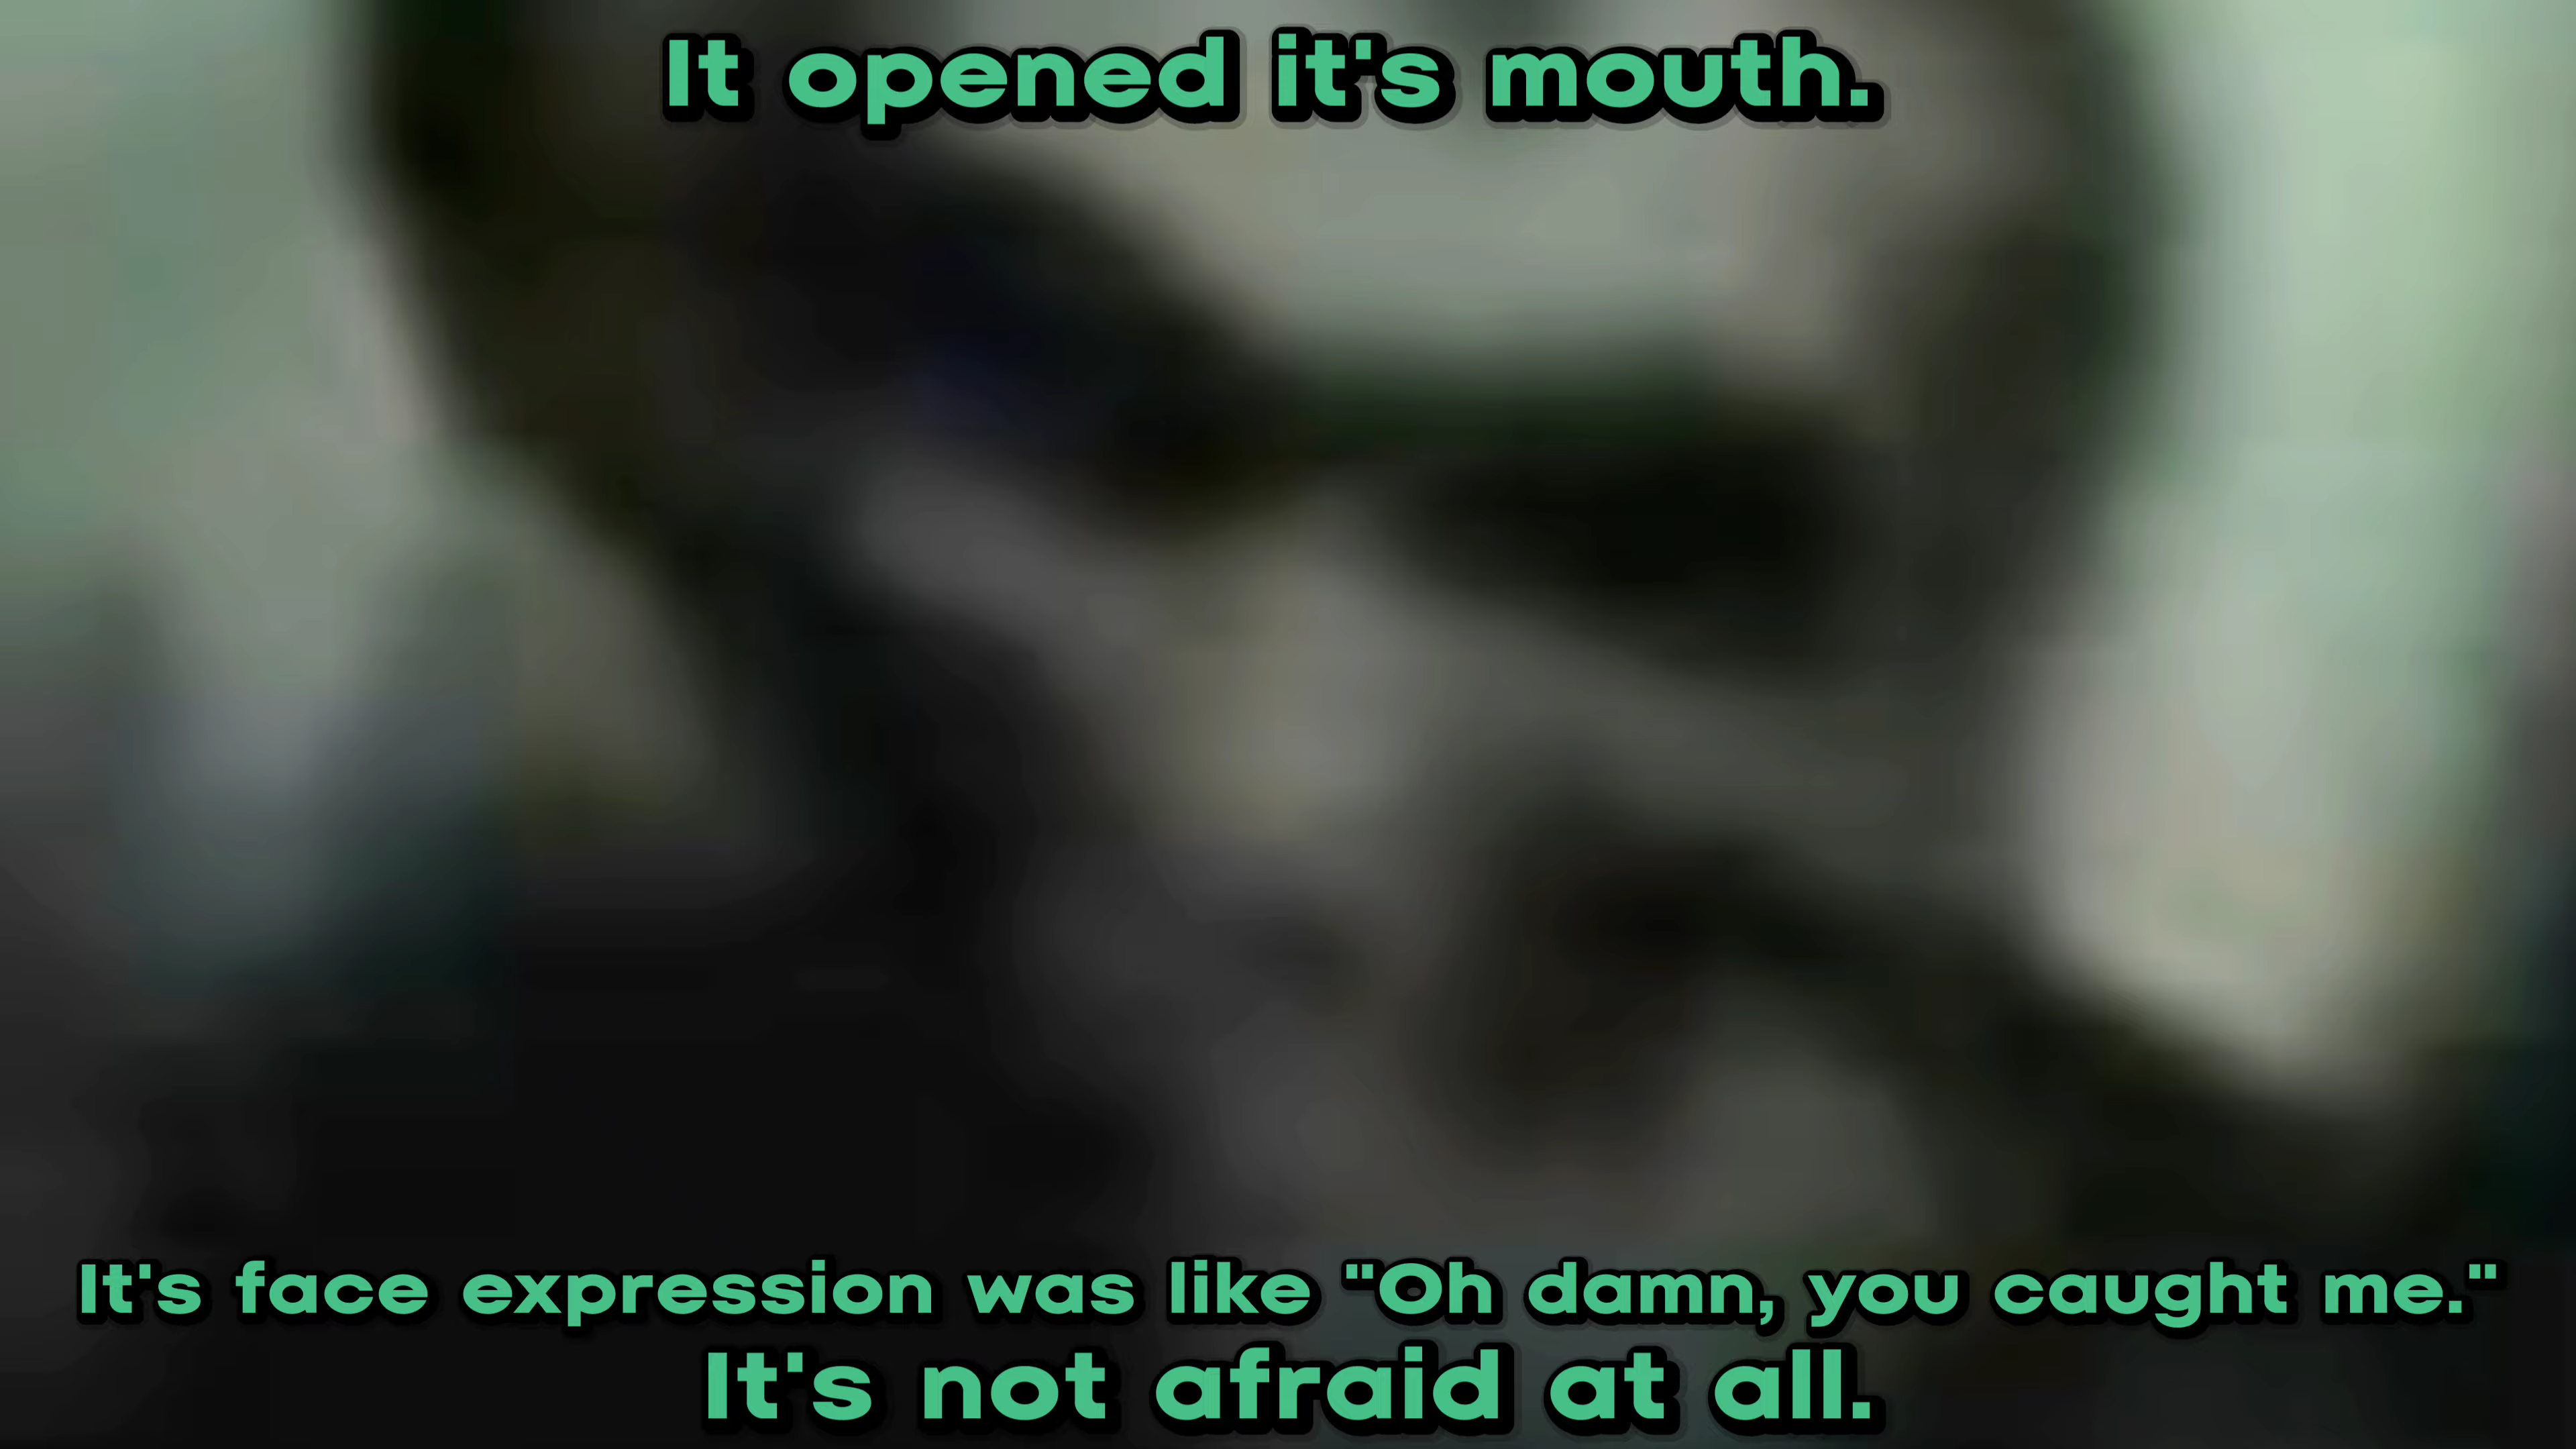 It opened it's mouth.
It's face expression was like "Oh damn, you caught me."
It's not afraid at all.